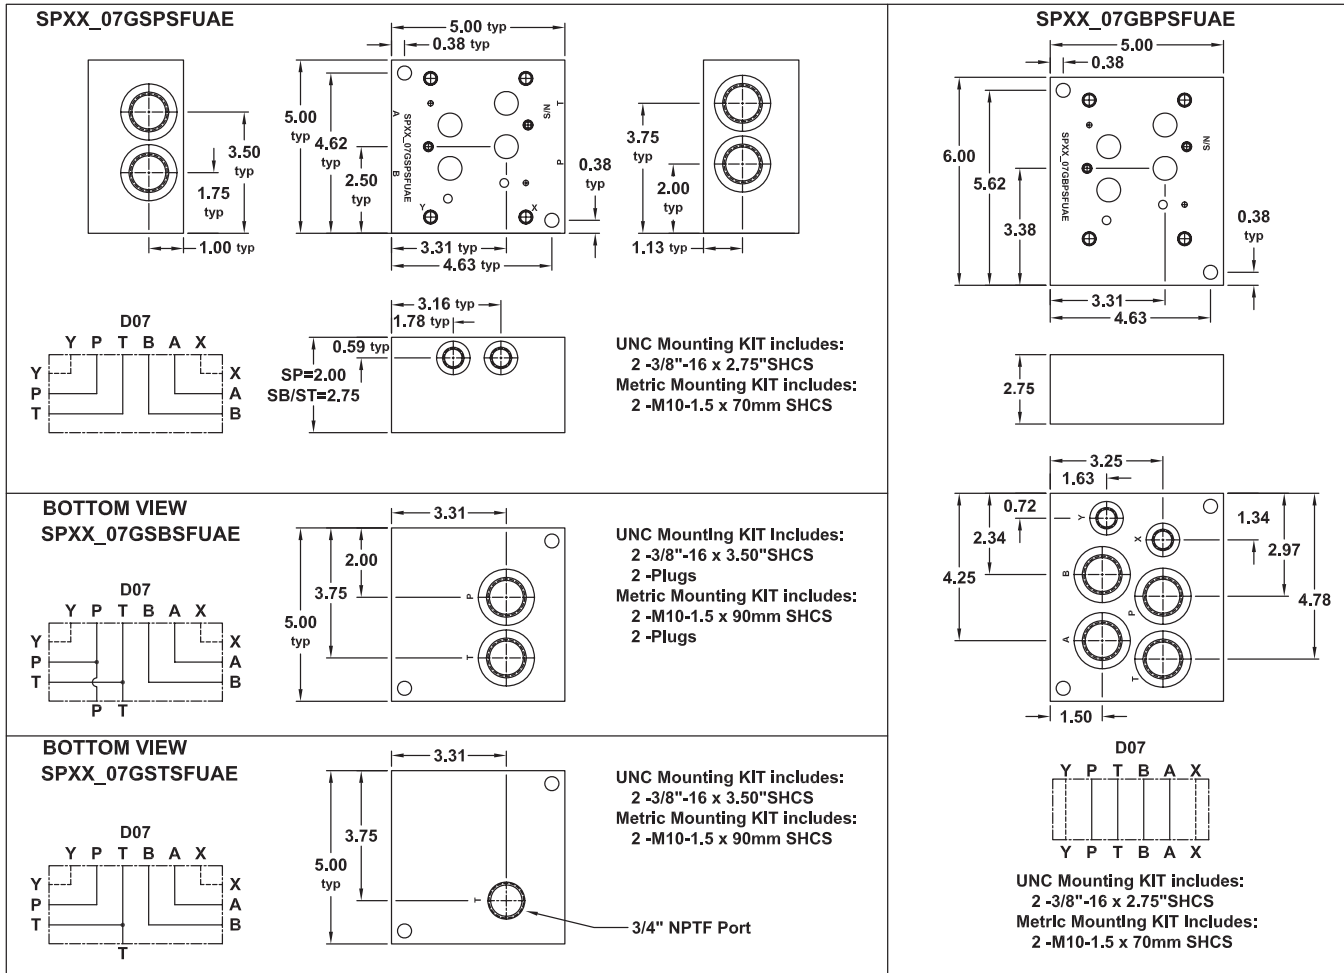 SPXX_07GSPSFUAE
5.00 typ
0.38 typ
3.50
typ
1.75
typ
1.00 typ
5.00
typ
4.62
typ
2.50
typ
A
B
SPXX_07GSPSFUAE
S/N
T
P
Y
X
0.38
typ
3.31 typ
4.63 typ
3.75
typ
2.00
typ
1.13 typ
D07
Y P T B A X
Y X
P A
T B
3.16 typ
1.78 typ
0.59 typ
SP=2.00
SB/ST=2.75
UNC Mounting KIT includes:
2 -3/8"-16 x 2.75"SHCS
Metric Mounting KIT includes:
2 -M10-1.5 x 70mm SHCS
BOTTOM VIEW
SPXX_07GSBSFUAE
D07
Y P T B A X
Y X
P A
T B
P T
3.31
2.00
3.75
5.00
typ
P
T
UNC Mounting KIT Includes:
2 -3/8"-16 x 3.50"SHCS
2 -Plugs
Metric Mounting KIT includes:
2 -M10-1.5 x 90mm SHCS
2 -Plugs
BOTTOM VIEW
SPXX_07GSTSFUAE
D07
Y P T B A X
Y X
P A
T B
T
3.31
3.75
5.00
typ
T
3/4" NPTF Port
UNC Mounting KIT includes:
2 -3/8"-16 x 3.50"SHCS
Metric Mounting KIT includes:
2 -M10-1.5 x 90mm SHCS
SPXX_07GBPSFUAE
5.00
0.38
6.00
5.62
3.38
SPXX_07GBPSFUAE
S/N
0.38
typ
3.31
4.63
2.75
3.25
1.63
0.72
2.34
4.25
1.34
2.97
4.78
Y
X
B
P
A
T
1.50
D07
Y P T B A X
Y P T B A X
UNC Mounting KIT includes:
2 -3/8"-16 x 2.75"SHCS
Metric Mounting KIT Includes:
2 -M10-1.5 x 70mm SHCS